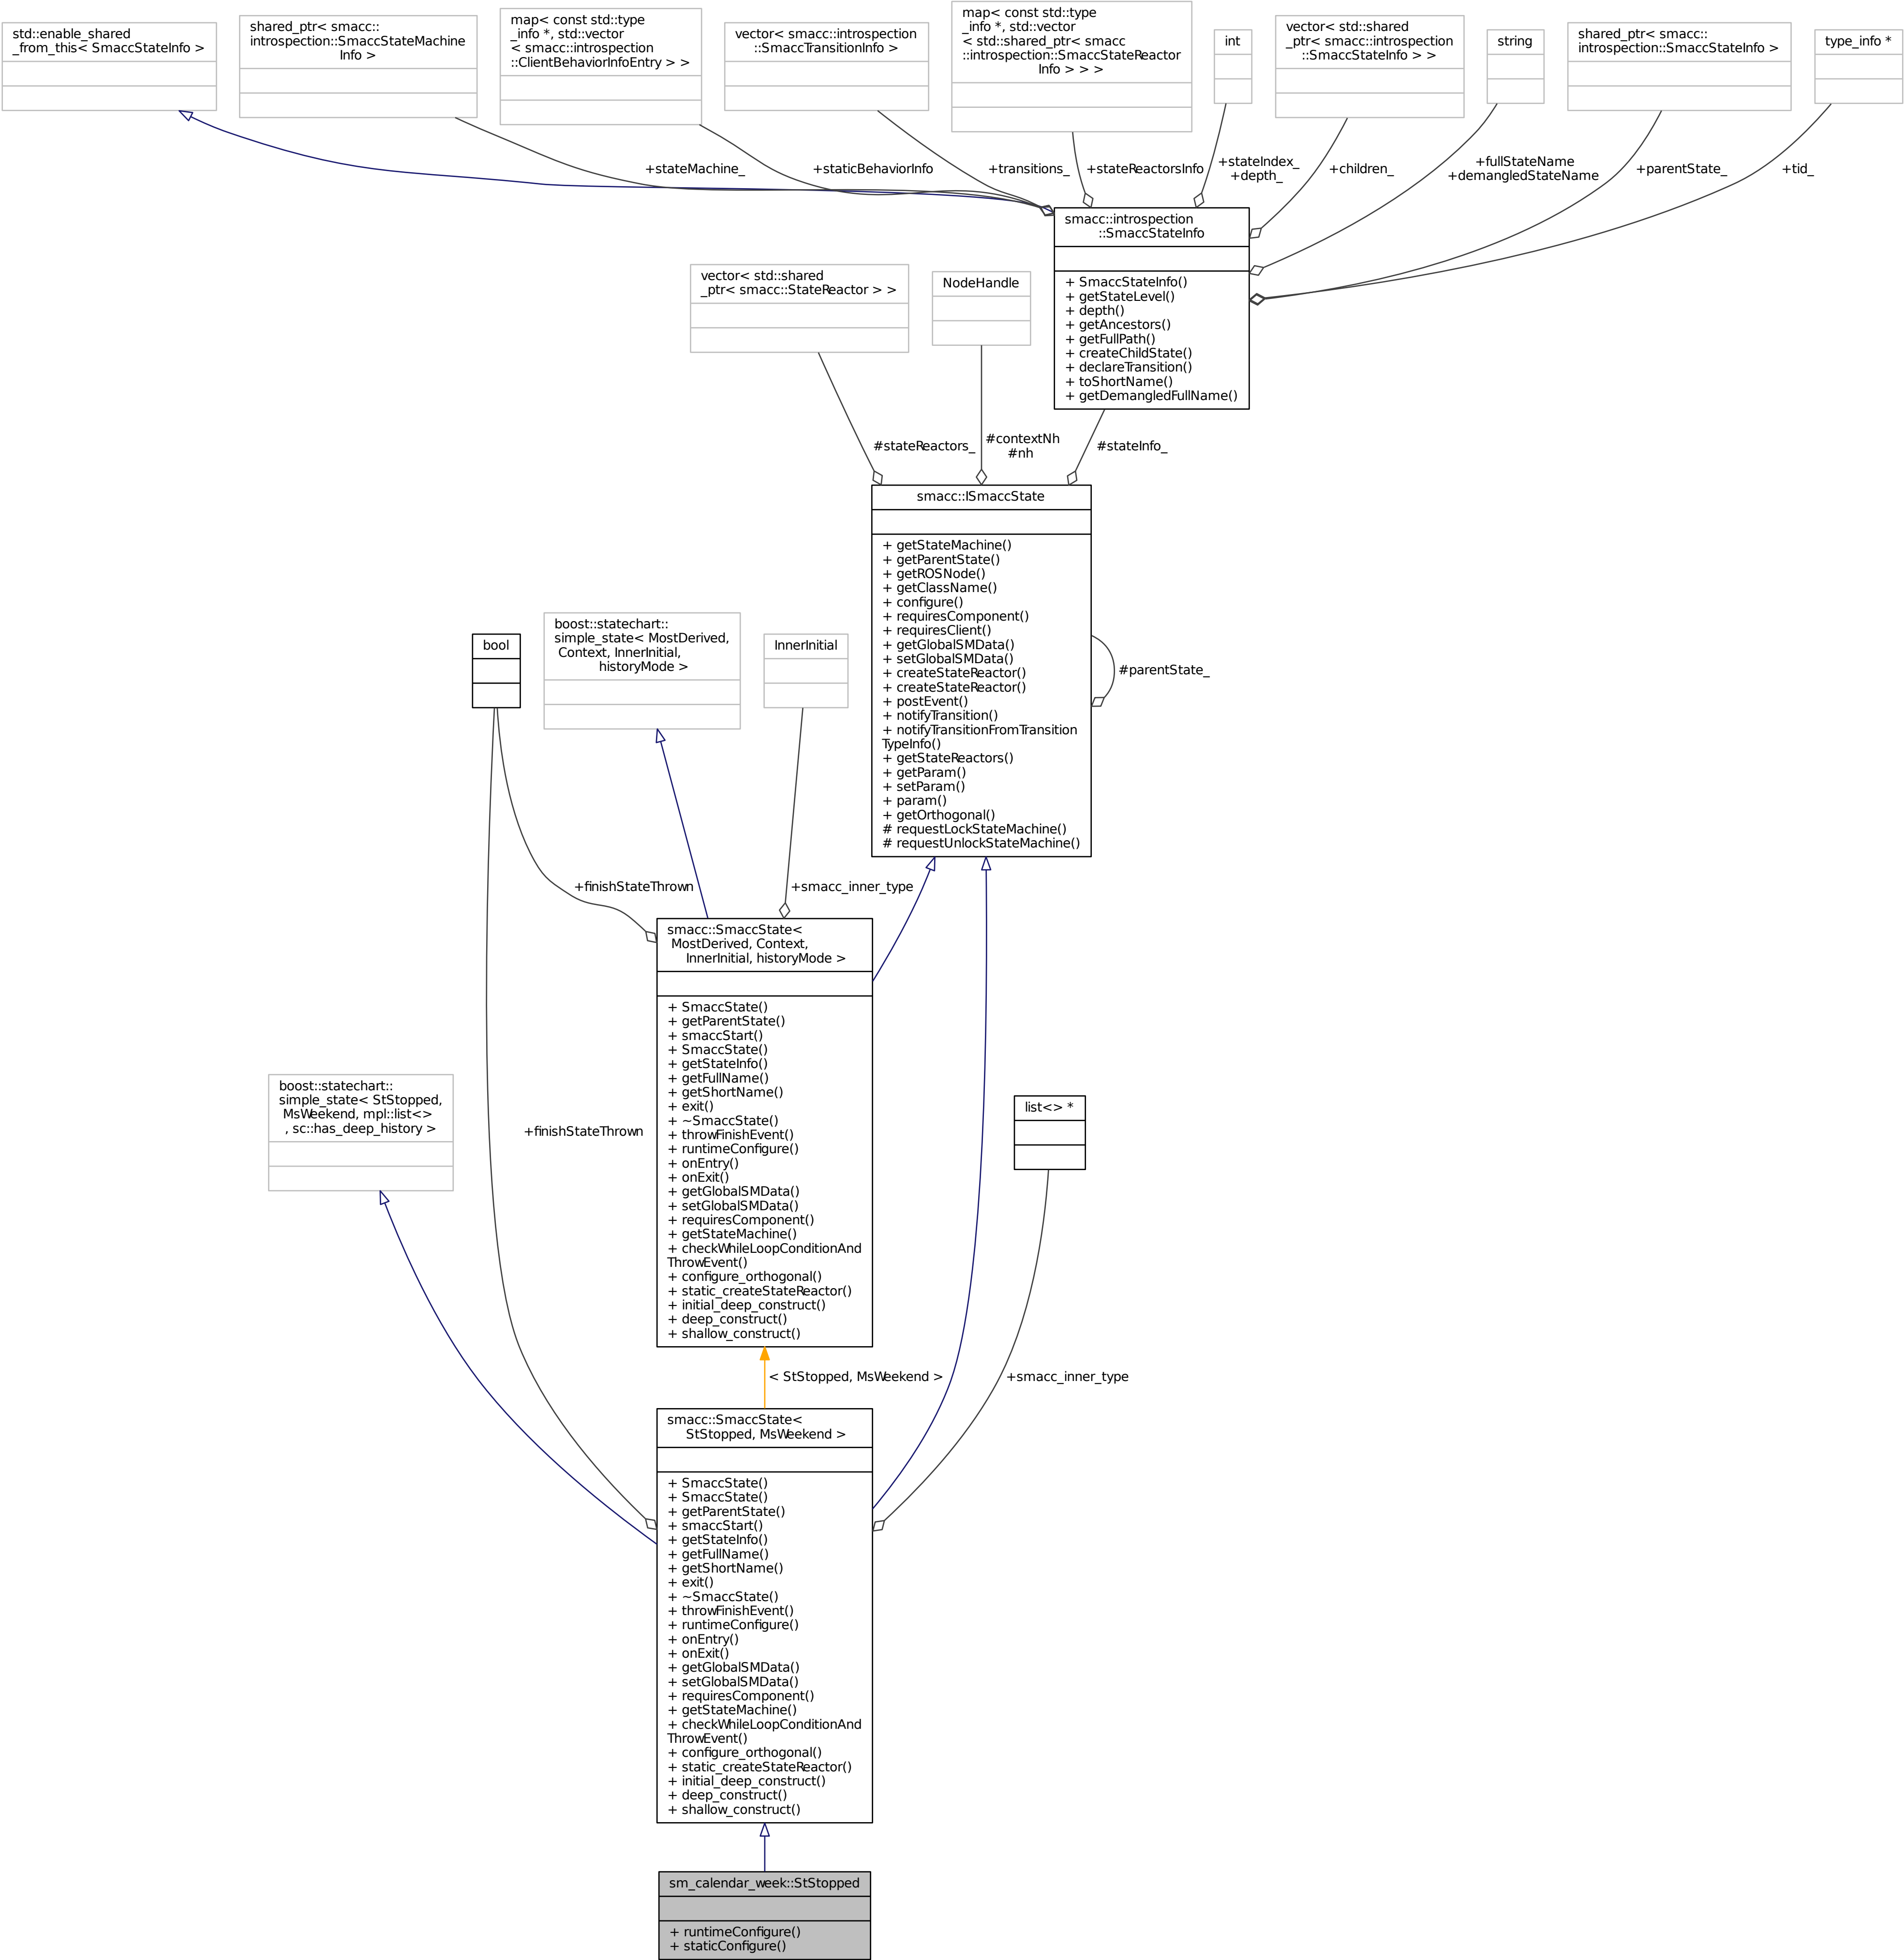 std::enable_shared
_from_this< SmaccStateInfo >
shared_ptr< smacc::
introspection::SmaccStateMachine
Info >
map< const std::type
_info *, std::vector
< smacc::introspection
::ClientBehaviorInfoEntry > >
vector< smacc::introspection
::SmaccTransitionInfo >
map< const std::type
_info *, std::vector
< std::shared_ptr< smacc
::introspection::SmaccStateReactor
Info > > >
int
vector< std::shared
_ptr< smacc::introspection
::SmaccStateInfo > >
string
shared_ptr< smacc::
introspection::SmaccStateInfo >
type_info *
+stateMachine_
+staticBehaviorInfo
+transitions_
+stateReactorsInfo
+stateIndex_
+depth_
+children_
+fullStateName
+demangledStateName
+parentState_
+tid_
smacc::introspection
::SmaccStateInfo
+ SmaccStateInfo()
+ getStateLevel()
+ depth()
+ getAncestors()
+ getFullPath()
+ createChildState()
+ declareTransition()
+ toShortName()
+ getDemangledFullName()
vector< std::shared
_ptr< smacc::StateReactor > >
NodeHandle
#stateReactors_
#contextNh
#nh
#stateInfo_
smacc::ISmaccState
+ getStateMachine()
+ getParentState()
+ getROSNode()
+ getClassName()
+ configure()
+ requiresComponent()
+ requiresClient()
+ getGlobalSMData()
+ setGlobalSMData()
+ createStateReactor()
+ createStateReactor()
+ postEvent()
+ notifyTransition()
+ notifyTransitionFromTransition
TypeInfo()
+ getStateReactors()
+ getParam()
+ setParam()
+ param()
+ getOrthogonal()
# requestLockStateMachine()
# requestUnlockStateMachine()
#parentState_
bool
boost::statechart::
simple_state< MostDerived,
Context, InnerInitial,
historyMode >
InnerInitial
+finishStateThrown
+smacc_inner_type
smacc::SmaccState<
MostDerived, Context,
InnerInitial, historyMode >
+ SmaccState()
+ getParentState()
+ smaccStart()
+ SmaccState()
+ getStateInfo()
+ getFullName()
+ getShortName()
+ exit()
+ ~SmaccState()
+ throwFinishEvent()
+ runtimeConfigure()
+ onEntry()
+ onExit()
+ getGlobalSMData()
+ setGlobalSMData()
+ requiresComponent()
+ getStateMachine()
+ checkWhileLoopConditionAnd
ThrowEvent()
+ configure_orthogonal()
+ static_createStateReactor()
+ initial_deep_construct()
+ deep_construct()
+ shallow_construct()
boost::statechart::
simple_state< StStopped,
MsWeekend, mpl::list<>
, sc::has_deep_history >
+finishStateThrown
list<> *
< StStopped, MsWeekend >
+smacc_inner_type
smacc::SmaccState<
StStopped, MsWeekend >
+ SmaccState()
+ SmaccState()
+ getParentState()
+ smaccStart()
+ getStateInfo()
+ getFullName()
+ getShortName()
+ exit()
+ ~SmaccState()
+ throwFinishEvent()
+ runtimeConfigure()
+ onEntry()
+ onExit()
+ getGlobalSMData()
+ setGlobalSMData()
+ requiresComponent()
+ getStateMachine()
+ checkWhileLoopConditionAnd
ThrowEvent()
+ configure_orthogonal()
+ static_createStateReactor()
+ initial_deep_construct()
+ deep_construct()
+ shallow_construct()
sm_calendar_week::StStopped
+ runtimeConfigure()
+ staticConfigure()